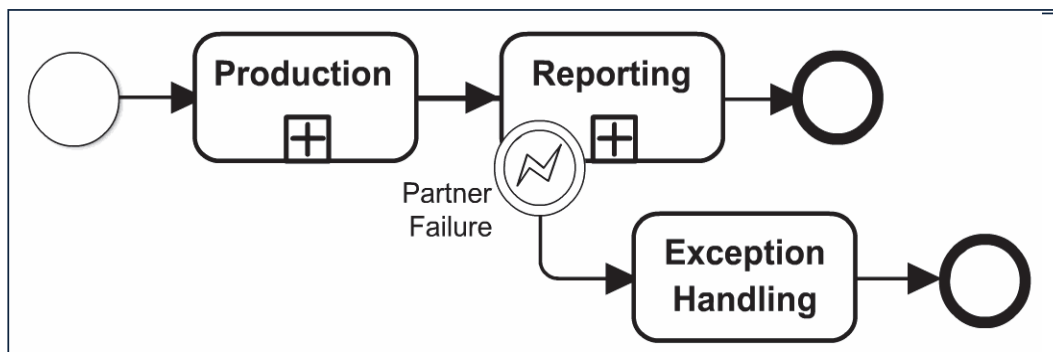 Production
Reporting
Partner
Failure
Exception
Handling